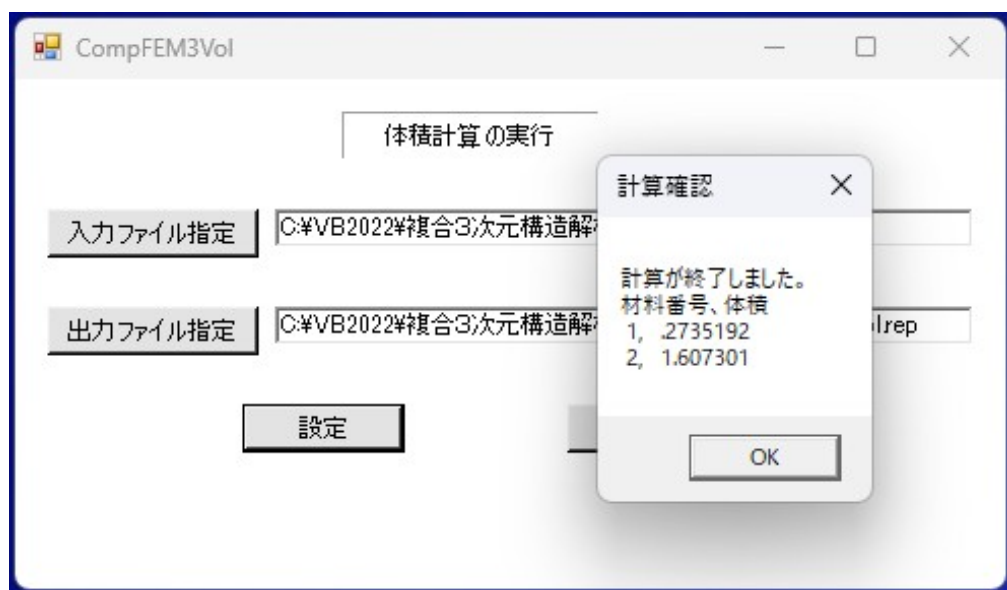 CompFEM3Vol
体積計算の実行
入力ファイル指定
C:¥VB2022¥複合3次元構造解
出力ファイル指定
C:¥VB2022¥複合3次元構造解
l.rep
設定
計算確認
計算が終了しました。
材料番号、体積
1, .2735192
2, 1.607301
OK